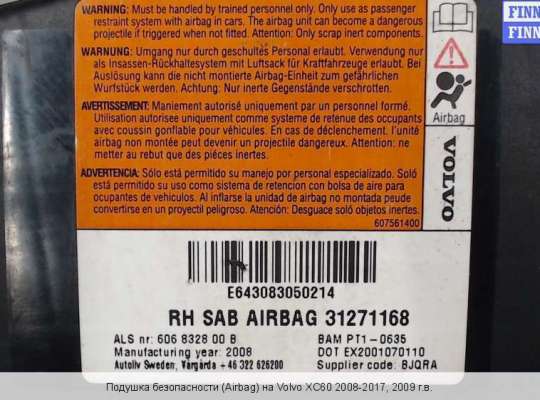 WARNING: Must be handled by trained personnel only. Only use as passenger
restraint system with airbag in cars. The airbag unit can become a dangerous
projectile if triggered when not fitted. Attention: Only scrap inert components.
WARNUNG: Umgang nur durch geschultes Personal erlaubt. Verwendung nur
als Insassen-Rückhaltesystem mit Luftsack für Kraftfahrzeuge erlaubt. Bei
Auslösung kann die nicht montierte Airbag-Einheit zum gefährlichen
Wurfstück werden. Achtung: Nur inerte Gegenstände verschrotten.
AVERTISSEMENT: Maniement autorisé uniquement par un personnel formé.
Utilisation autorisee uniquement comme systeme de retenue des occupants
avec coussin gonflable pour véhicules. En cas de déclenchement, l'unité
airbag non montée peut devenir un projectile dangereux. Attention: ne
metter au rebut que des piéces inertes.
ADVERTENCIA: Sólo está permitido su manejo por personal especializado. Solo
está permitido su uso como sistema de retencion con bolsa de aire para
ocupantes de vehículos. Al inflarse la unidad de airbag no montada puede
convertirse en un proyectil peligroso. Atención: Desguace soló objetos inertes.
607561400
Airbag
VOLVO
FINN
FINN
E643083050214
RH SAB AIRBAG 31271168
ALS nr: 606 8328 00 B
BAM PT1-0635
Manufacturing year: 2008
DOT EX2001070110
Autoliv Sweden, Vårgårda +46 322 626200
Supplier code: BJQRA
Подушка безопасности (Airbag) на Volvo XC60 2008-2017, 2009 г.в.